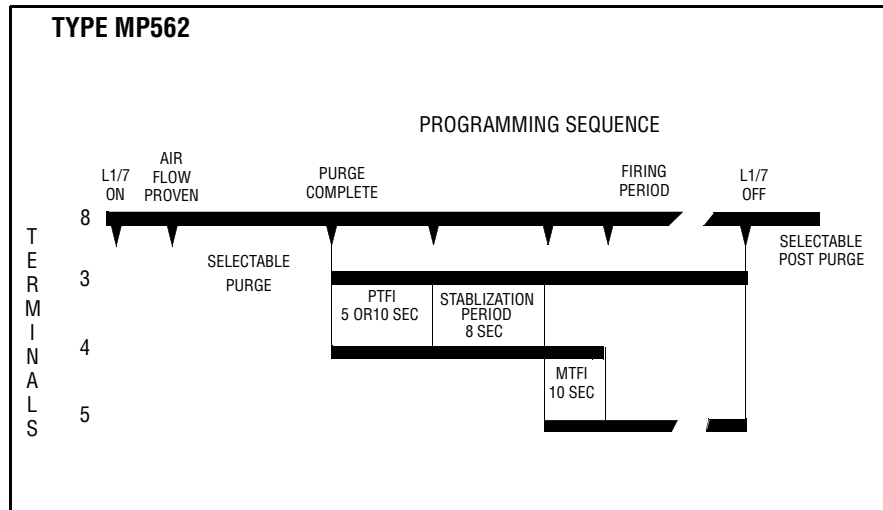 TYPE MP562
PROGRAMMING SEQUENCE
L1/7
ON
AIR
FLOW
PROVEN
PURGE
COMPLETE
FIRING
PERIOD
L1/7
OFF
TERMINALS
8
SELECTABLE
PURGE
SELECTABLE
POST PURGE
3
PTFI
5 OR10 SEC
STABLIZATION
PERIOD
8 SEC
4
MTFI
10 SEC
5